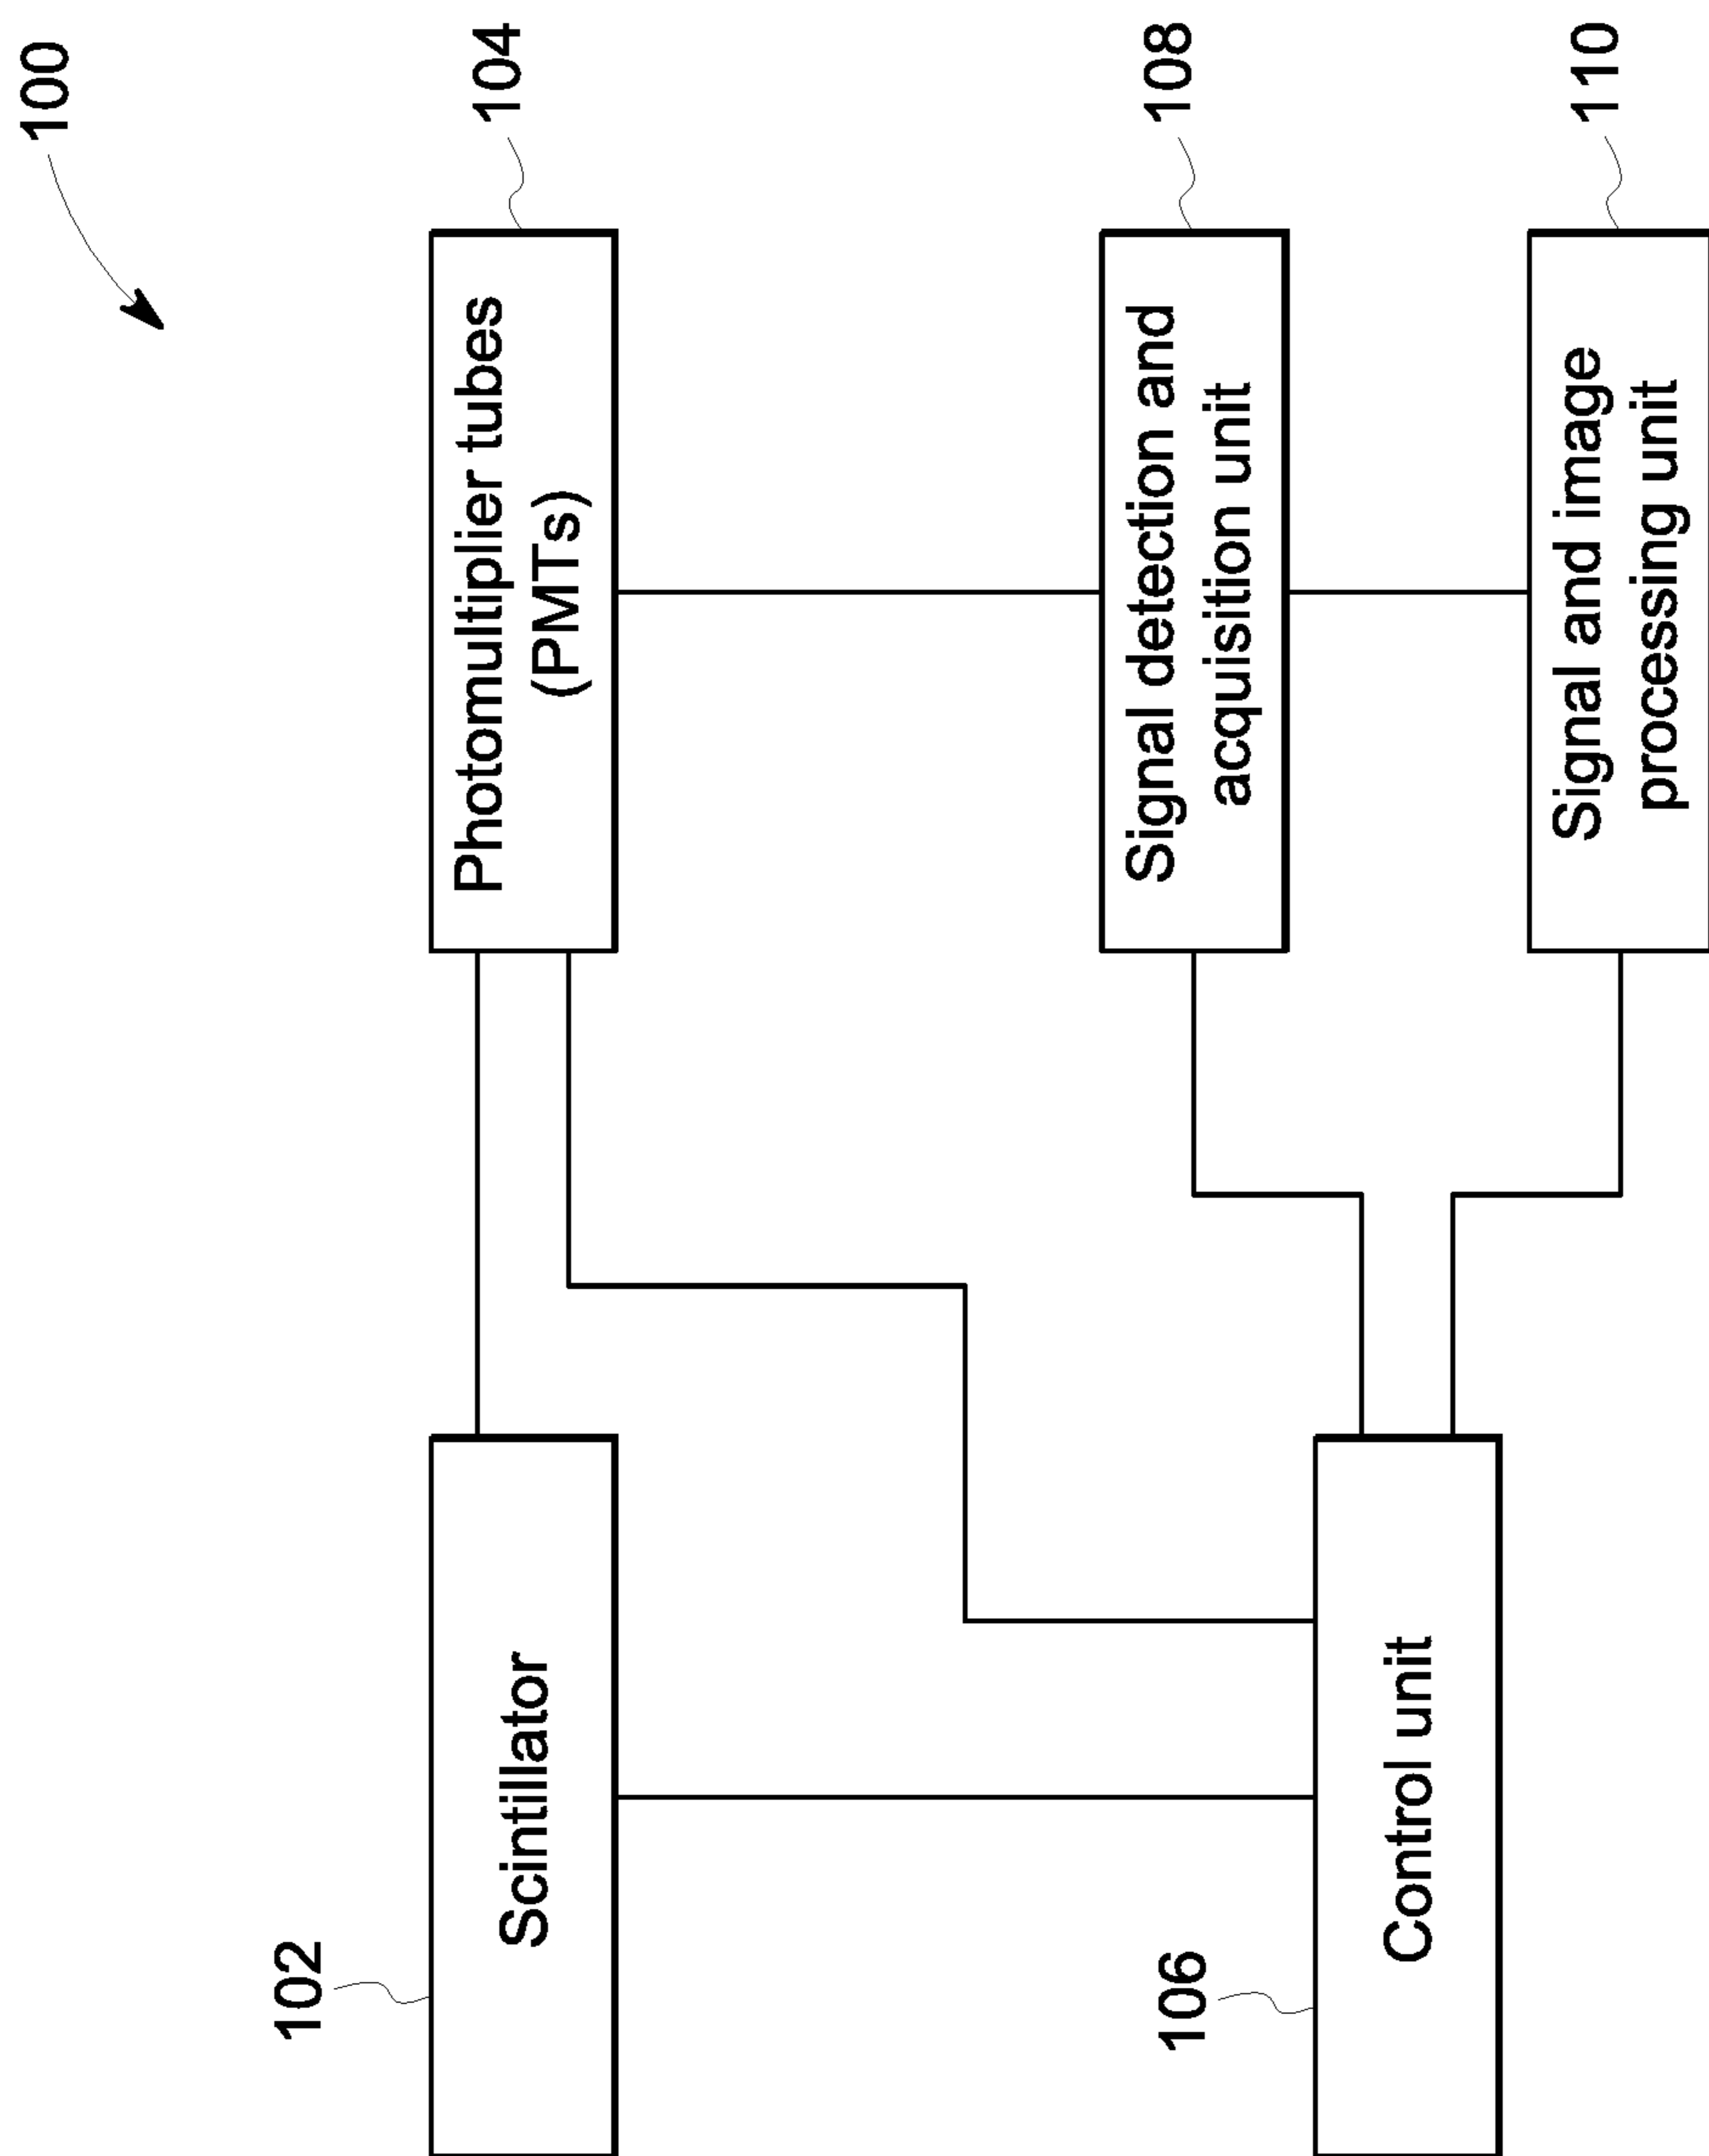 100
102
Scintillator
104
Photomultiplier tubes
(PMTs)
106
Control unit
108
Signal detection and
acquisition unit
110
Signal and image
processing unit